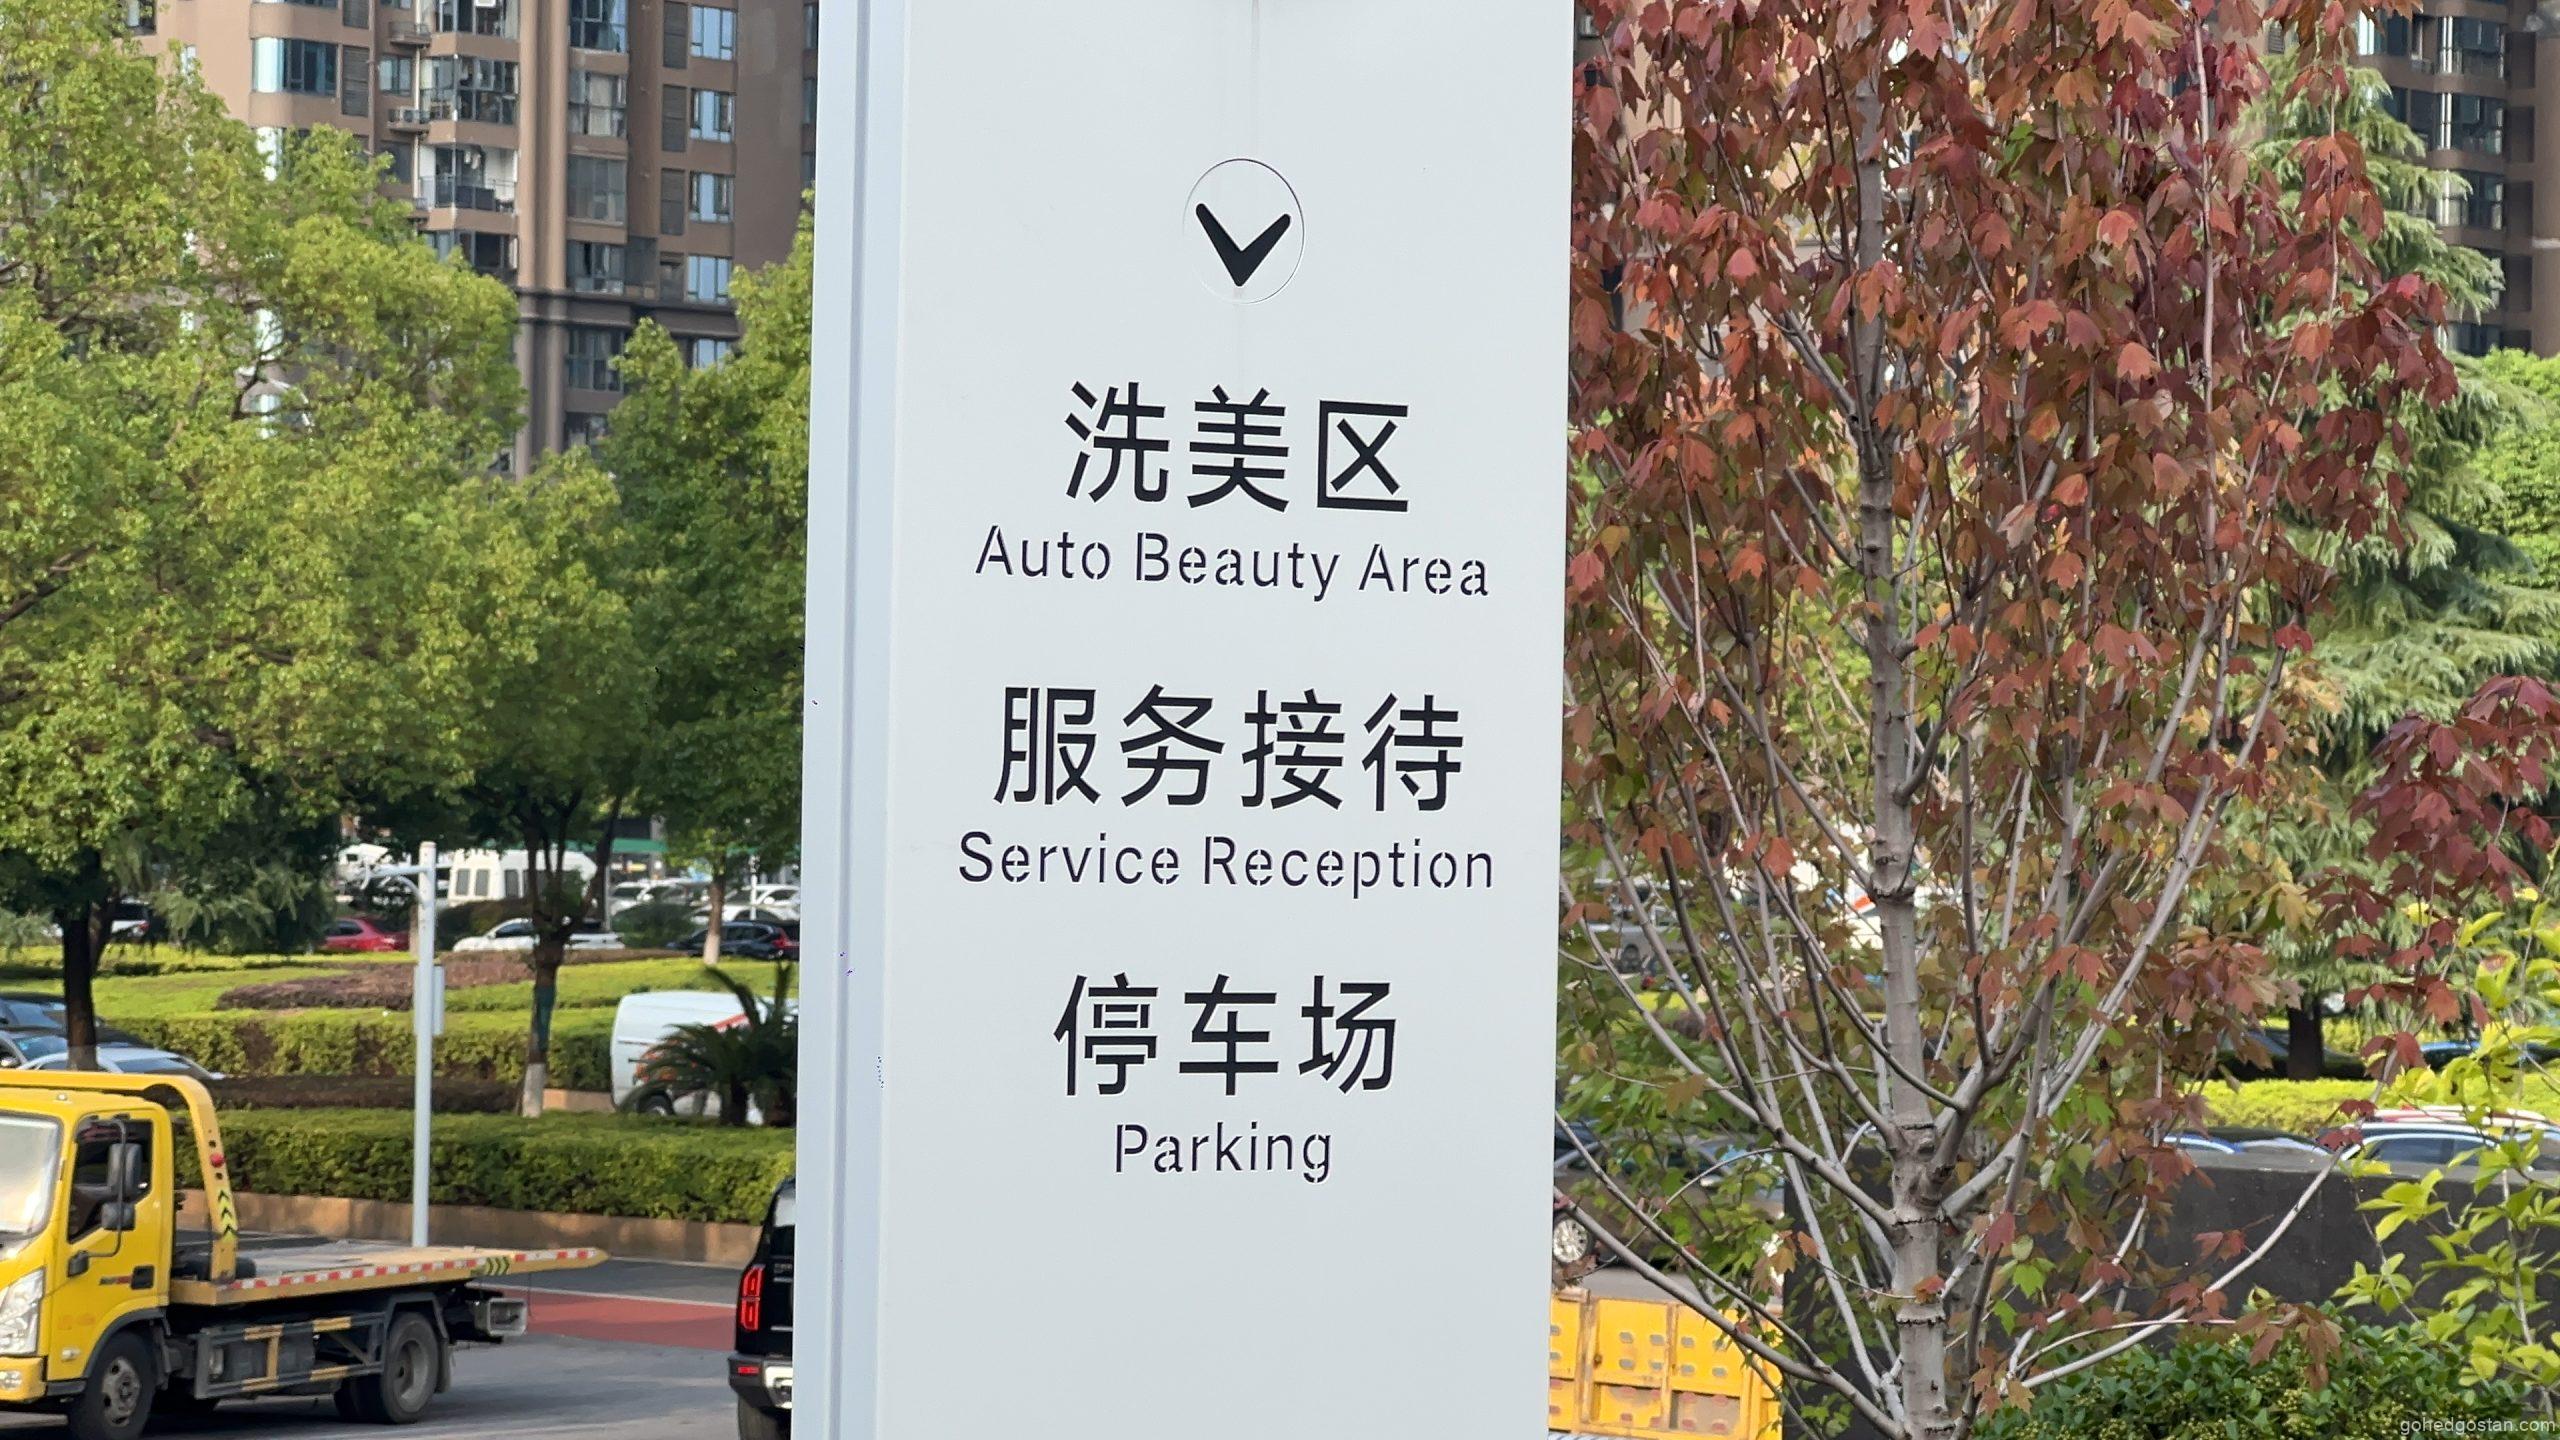 洗美区
Auto Beauty Area
服务接待
Service Reception
停车场
Parking
gohedgostan.com